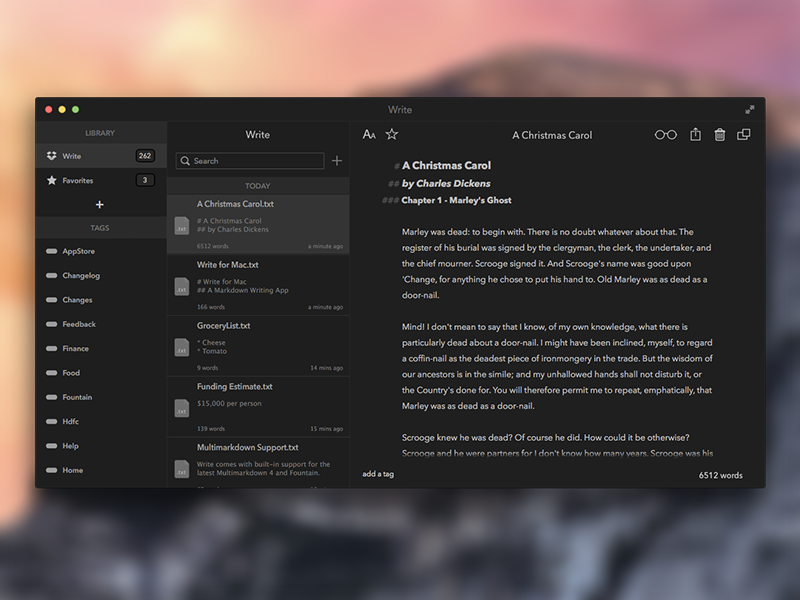 Write
LIBRARY
Write 262
Favorites 3
+
TAGS
AppStore
Changelog
Changes
Feedback
Finance
Food
Fountain
Hdfc
Help
Home
Write
Search +
TODAY
A Christmas Carol.txt
# A Christmas Carol
## by Charles Dickens
.txt
6512 words a minute ago
Write for Mac.txt
# Write for Mac
## A Markdown Writing App
.txt
166 words a minute ago
GroceryList.txt
* Cheese
* Tomato
.txt
9 words 14 mins ago
Funding Estimate.txt
$15,000 per person
.txt
139 words 15 mins ago
Multimarkdown Support.txt
Write comes with built-in support for the
latest Multimarkdown 4 and Fountain.
.txt
AA A Christmas Carol
# A Christmas Carol
## by Charles Dickens
### Chapter 1 - Marley's Ghost
Marley was dead: to begin with. There is no doubt whatever about that. The
register of his burial was signed by the clergyman, the clerk, the undertaker, and
the chief mourner. Scrooge signed it. And Scrooge's name was good upon
'Change, for anything he chose to put his hand to. Old Marley was as dead as a
door-nail.
Mind! I don't mean to say that I know, of my own knowledge, what there is
particularly dead about a door-nail. I might have been inclined, myself, to regard
a coffin-nail as the deadest piece of ironmongery in the trade. But the wisdom of
our ancestors is in the simile; and my unhallowed hands shall not disturb it, or
the Country's done for. You will therefore permit me to repeat, emphatically, that
Marley was as dead as a door-nail.
Scrooge knew he was dead? Of course he did. How could it be otherwise?
Scrooge and he were partners for I don't know how many years. Scrooge was his
add a tag 6512 words